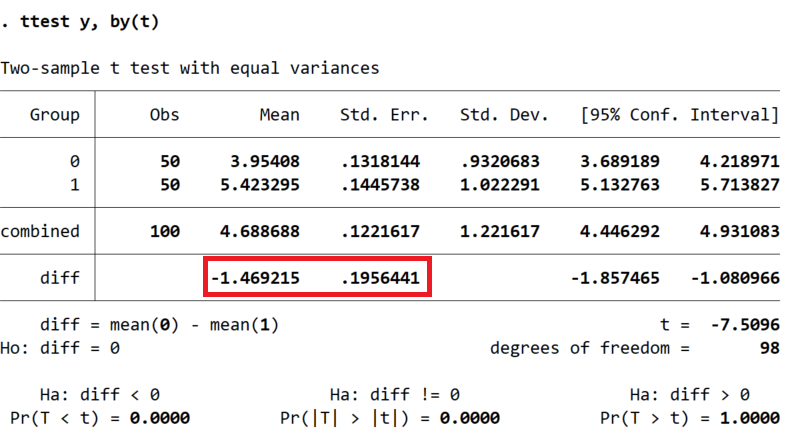 . ttest y, by(t)
Two-sample t test with equal variances
Group Obs Mean Std. Err. Std. Dev. [95% Conf. Interval]
0 50 3.95408 .1318144 .9320683 3.689189 4.218971
1 50 5.423295 .1445738 1.022291 5.132763 5.713827
combined 100 4.688688 .1221617 1.221617 4.446292 4.931083
diff -1.469215 .1956441 -1.857465 -1.080966
diff = mean(0) - mean(1) t = -7.5096
Ho: diff = 0 degrees of freedom = 98
Ha: diff < 0 Ha: diff != 0 Ha: diff > 0
Pr(T < t) = 0.0000 Pr(|T| > |t|) = 0.0000 Pr(T > t) = 1.0000